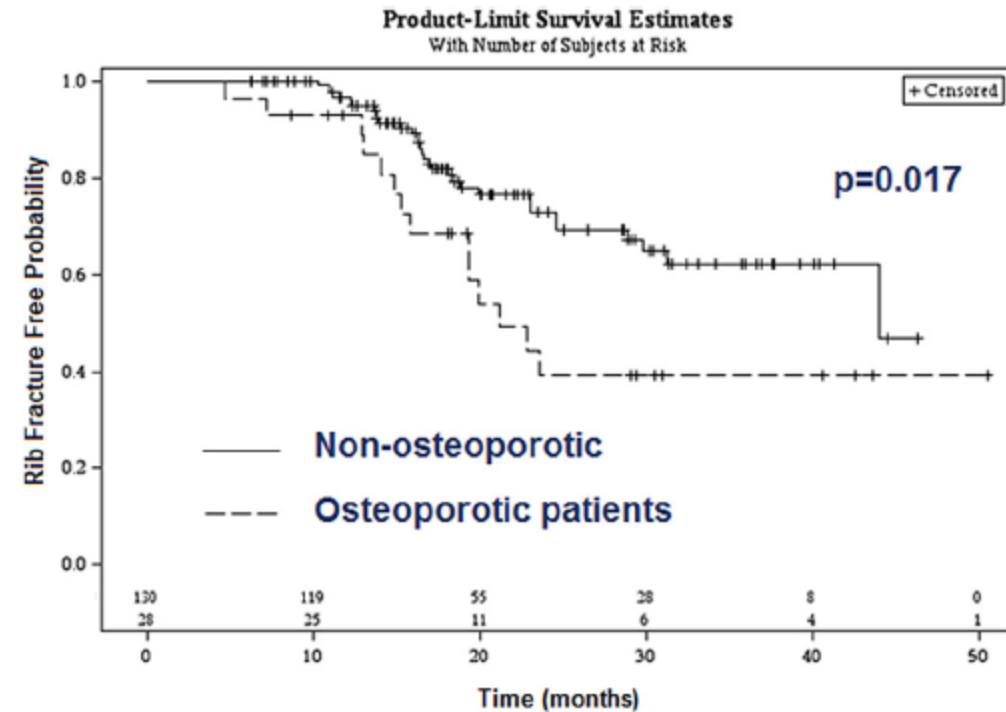 Product-Limit Survival Estimates
With Number of Subjects at Risk
+ Censored
p=0.017
Rib Fracture Free Probability
1.0
0.8
0.6
0.4
0.2
0.0
Non-osteoporotic
Osteoporotic patients
130 119 55 28 8 0
28 25 11 6 4 1
0 10 20 30 40 50
Time (months)